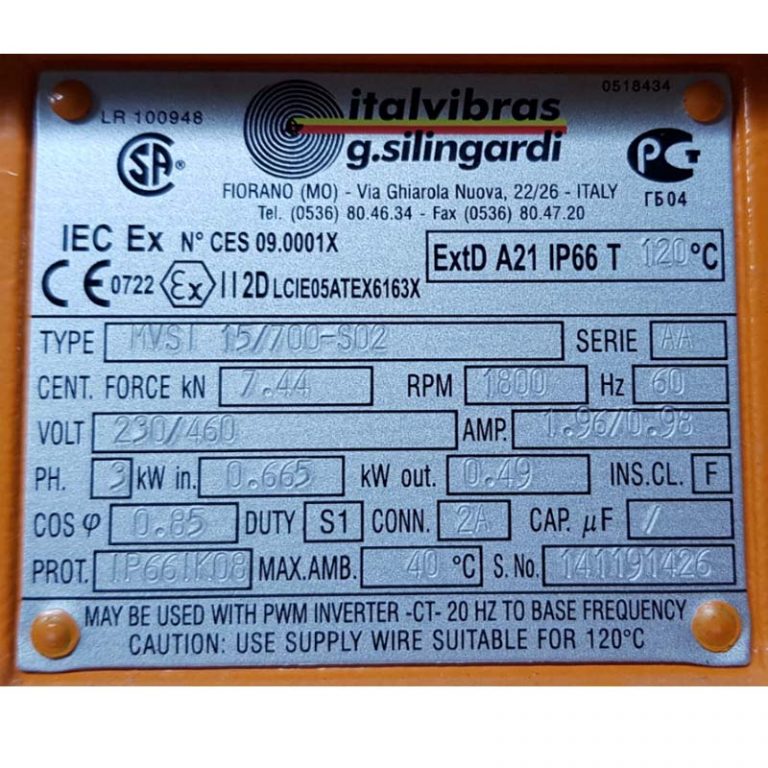 0518434
LR 100948
italvibras
g.silingardi
SA ®
РСТ
ГБ04
FIORANO (MO) - Via Ghiarola Nuova, 22/26 - ITALY
Tel. (0536) 80.46.34 - Fax (0536) 80.47.20
IEC Ex N° CES 09.0001X
ExtD A21 IP66 T 120°C
CE 0722 Ex II 2D LCIE05ATEX6163X
TYPE MVSI 15/700-S02 SERIE AA
CENT. FORCE kN 7.44 RPM 1800 Hz 60
VOLT 230/460 AMP. 1.96/0.98
PH. 3 kW in. 0.665 kW out. 0.49 INS.CL. F
COS φ 0.85 DUTY S1 CONN. 2A CAP. µF /
PROT. IP66IK08 MAX.AMB. 40 °C S. No. 141191426
MAY BE USED WITH PWM INVERTER -CT- 20 HZ TO BASE FREQUENCY
CAUTION: USE SUPPLY WIRE SUITABLE FOR 120°C